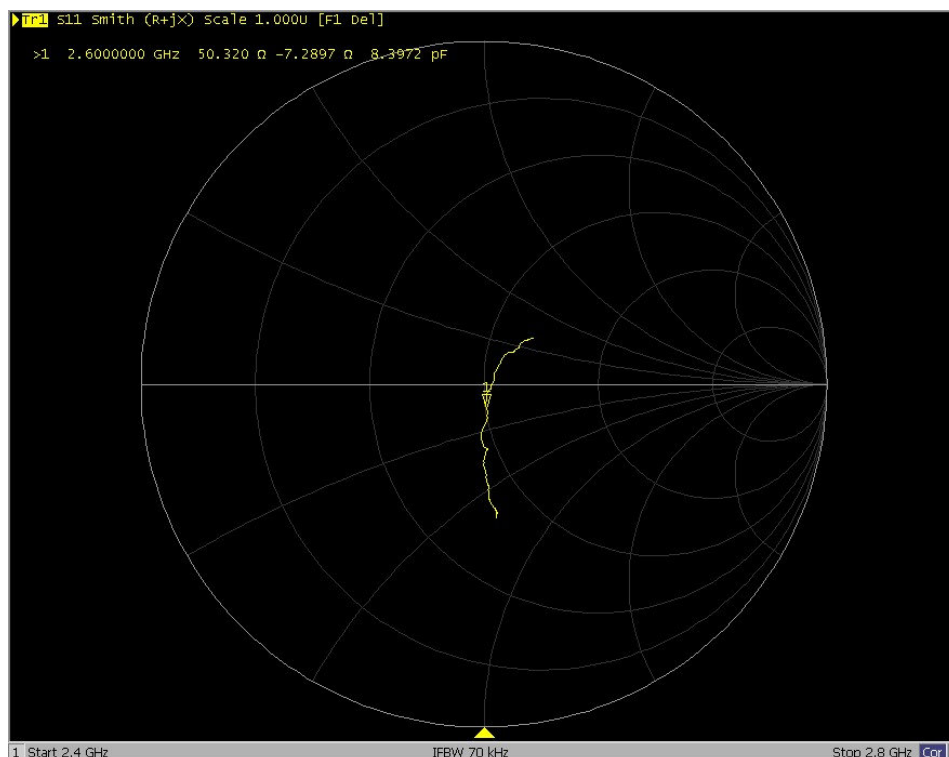 Tr1 S11 Smith (R+jX) Scale 1.000U [F1 Del]
>1 2.6000000 GHz 50.320 Ω -7.2897 Ω 8.3972 pF
1
1 Start 2.4 GHz IFBW 70 kHz Stop 2.8 GHz Cor